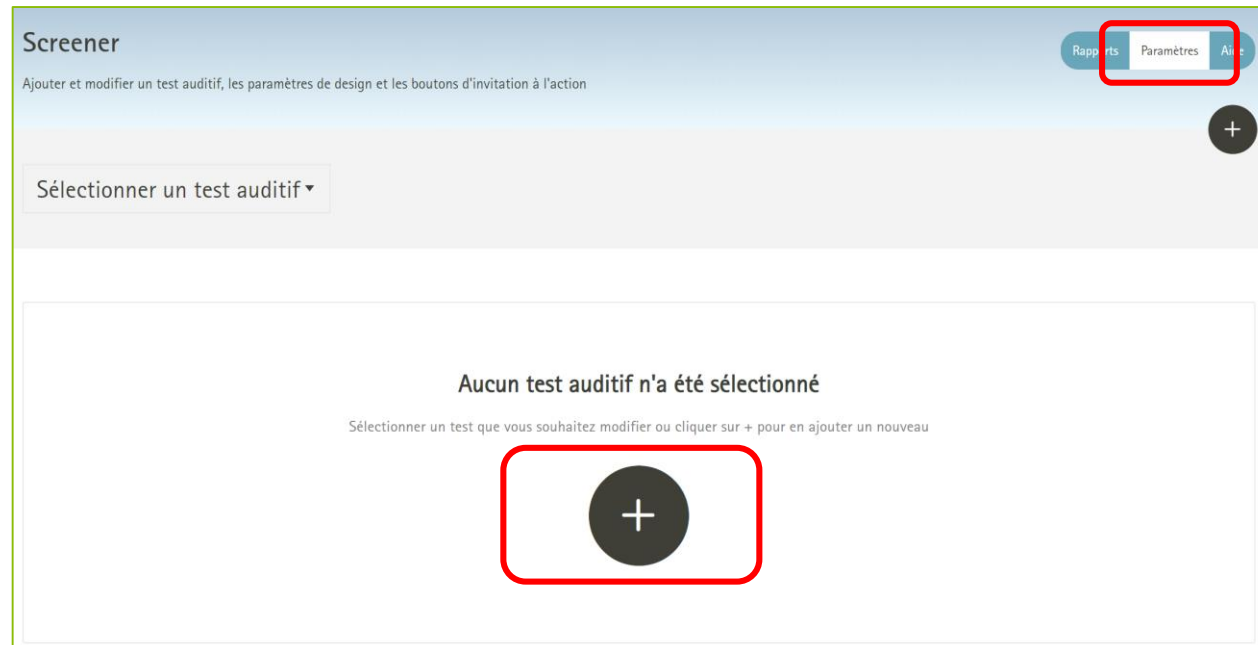 Screener
Rapports Paramètres Aide
Ajouter et modifier un test auditif, les paramètres de design et les boutons d'invitation à l'action
+
Sélectionner un test auditif
Aucun test auditif n'a été sélectionné
Sélectionner un test que vous souhaitez modifier ou cliquer sur + pour en ajouter un nouveau
+